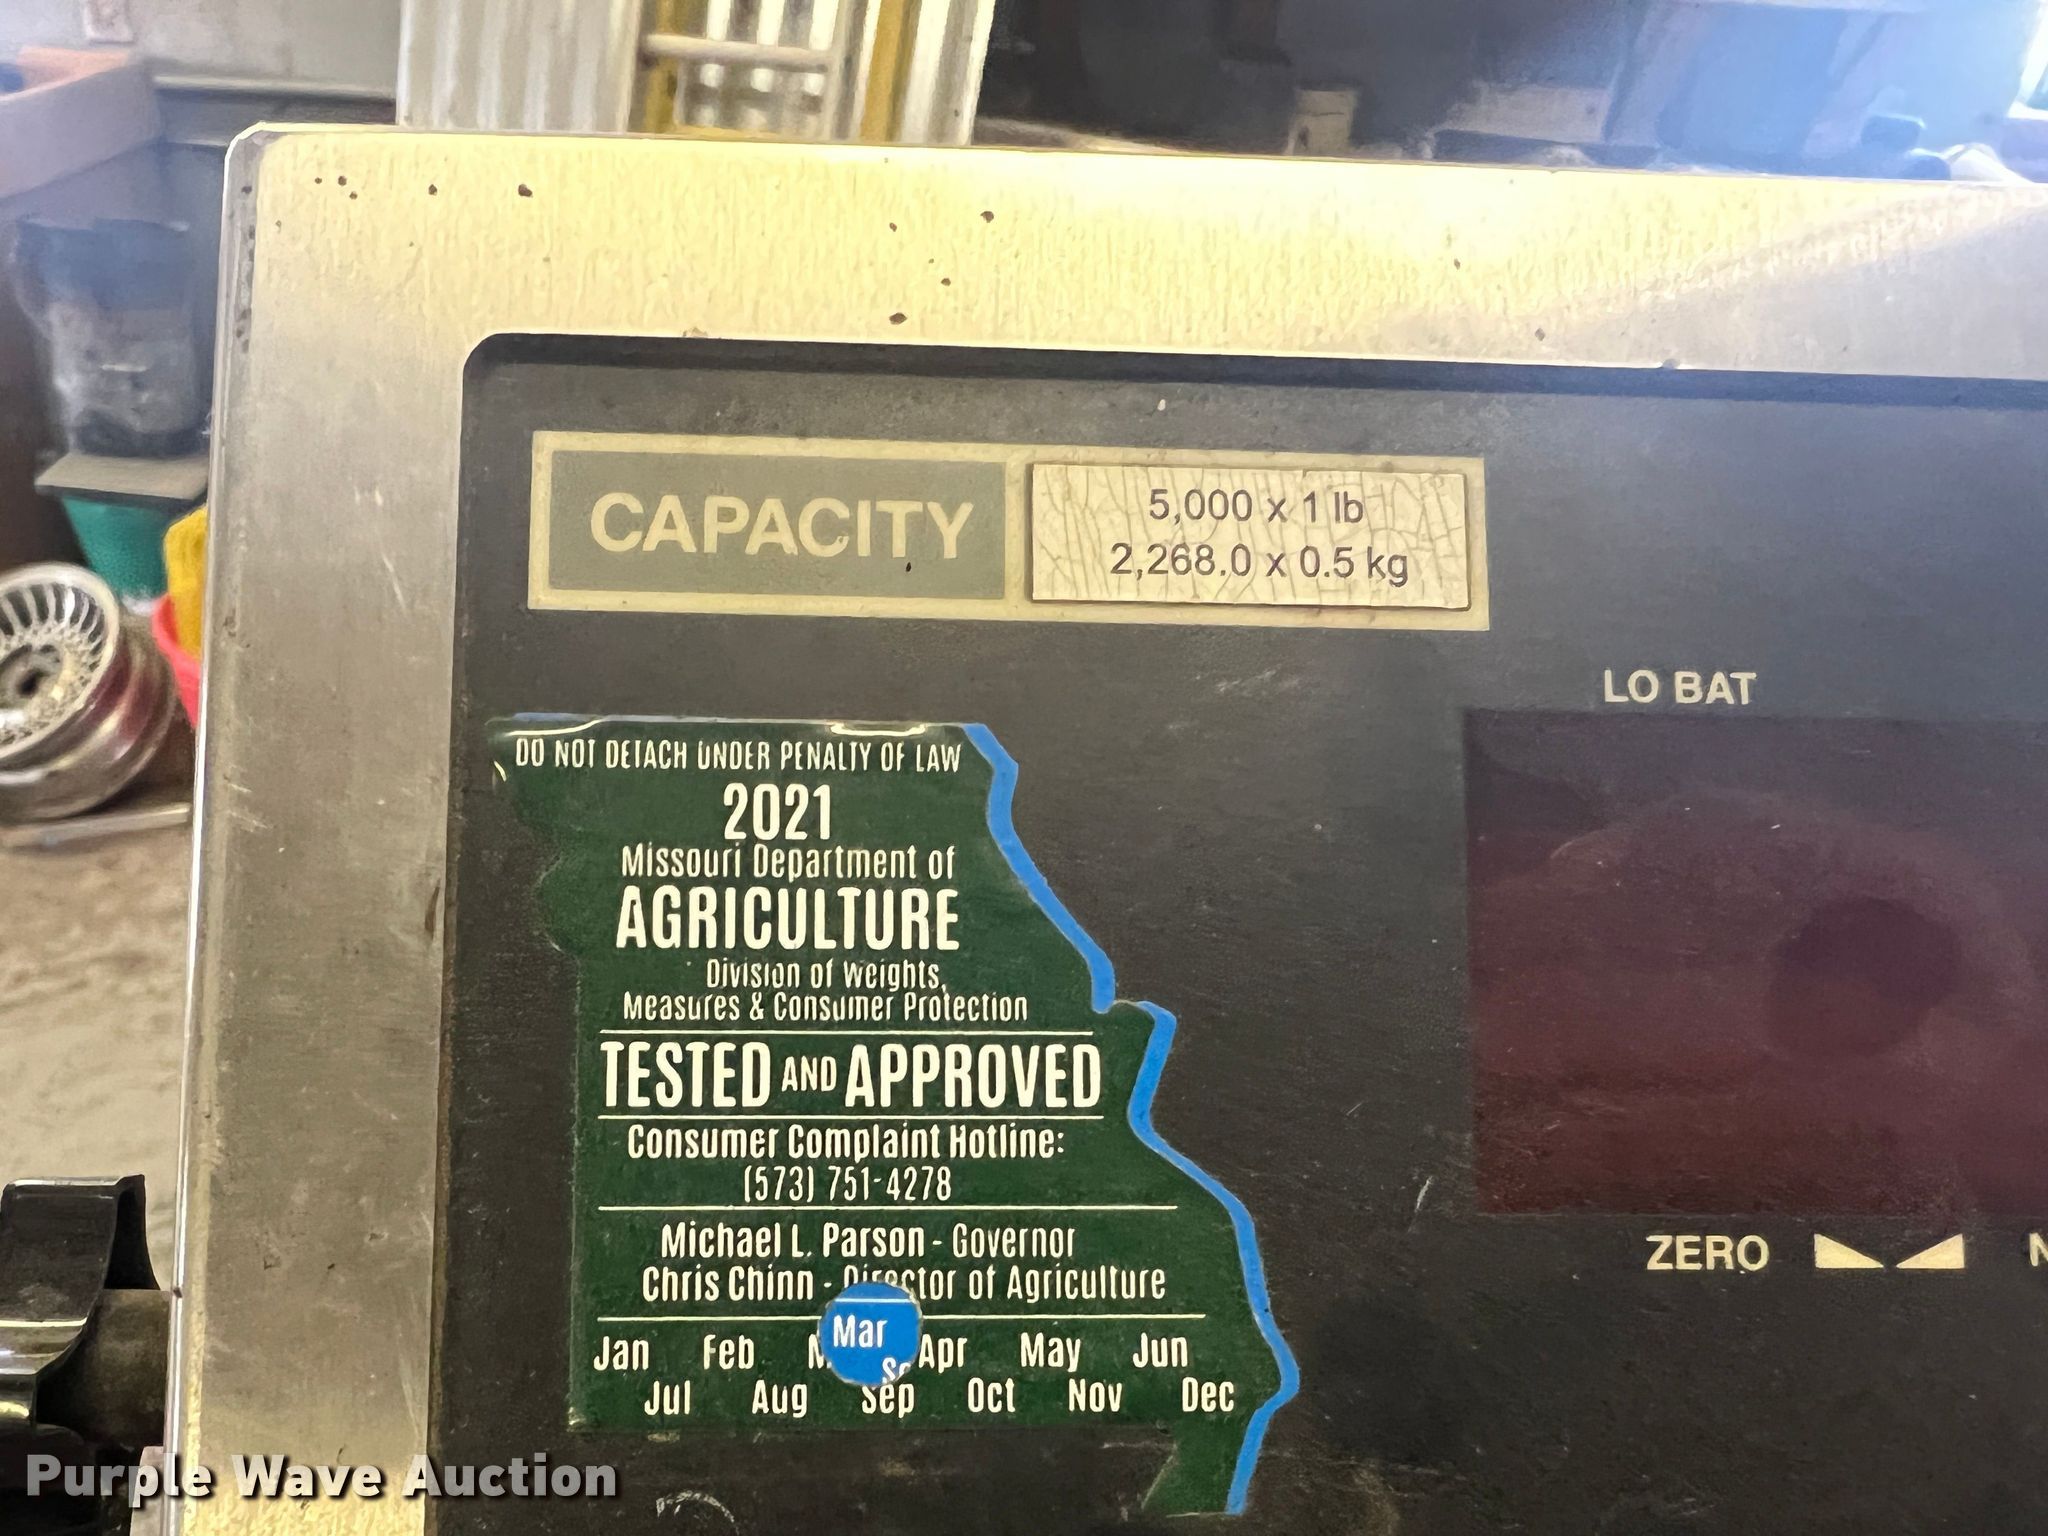 CAPACITY
5,000 x 1 lb
2,268.0 x 0.5 kg
LO BAT
DO NOT DETACH UNDER PENALTY OF LAW
2021
Missouri Department of
AGRICULTURE
Division of Weights,
Measures & Consumer Protection
TESTED AND APPROVED
Consumer Complaint Hotline:
(573) 751-4278
Michael L. Parson - Governor
Chris Chinn - Director of Agriculture
ZERO
Jan Feb Mar Apr May Jun
Jul Aug Sep Oct Nov Dec
Purple Wave Auction